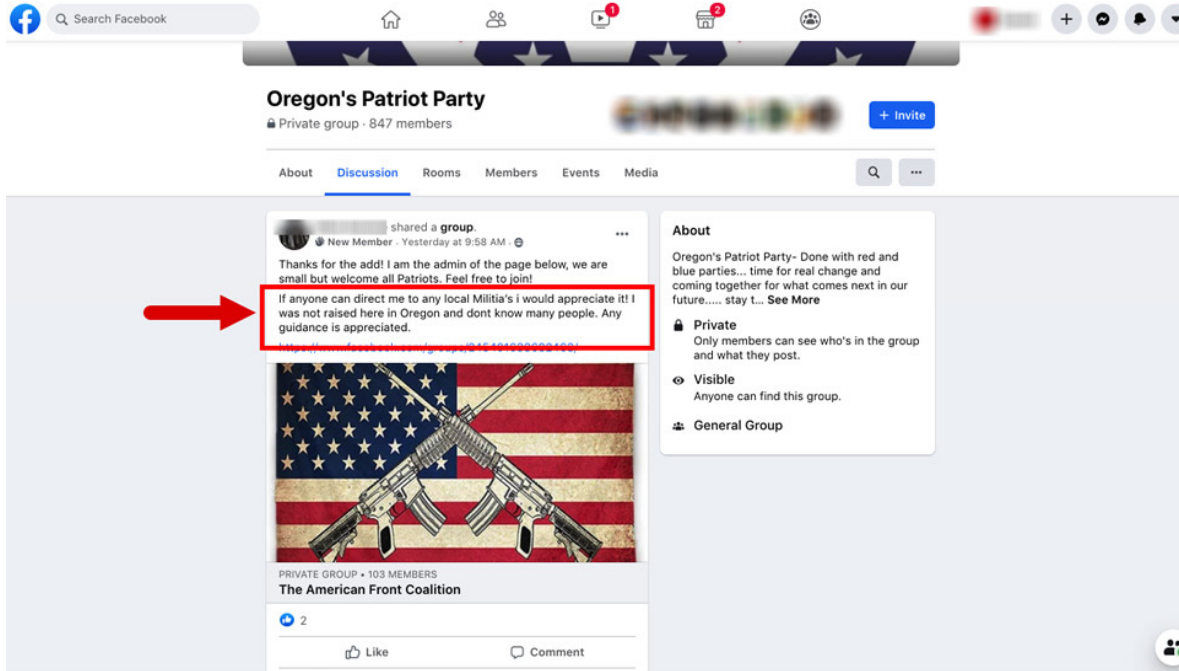 Search Facebook
1
2
Oregon's Patriot Party
Private group · 847 members
+ Invite
About Discussion Rooms Members Events Media
shared a group.
New Member · Yesterday at 9:58 AM ·
Thanks for the add! I am the admin of the page below, we are
small but welcome all Patriots. Feel free to join!
If anyone can direct me to any local Militia's i would appreciate it! I
was not raised here in Oregon and dont know many people. Any
guidance is appreciated.
PRIVATE GROUP • 103 MEMBERS
The American Front Coalition
2
Like Comment
About
Oregon's Patriot Party- Done with red and
blue parties... time for real change and
coming together for what comes next in our
future..... stay t... See More
Private
Only members can see who's in the group
and what they post.
Visible
Anyone can find this group.
General Group